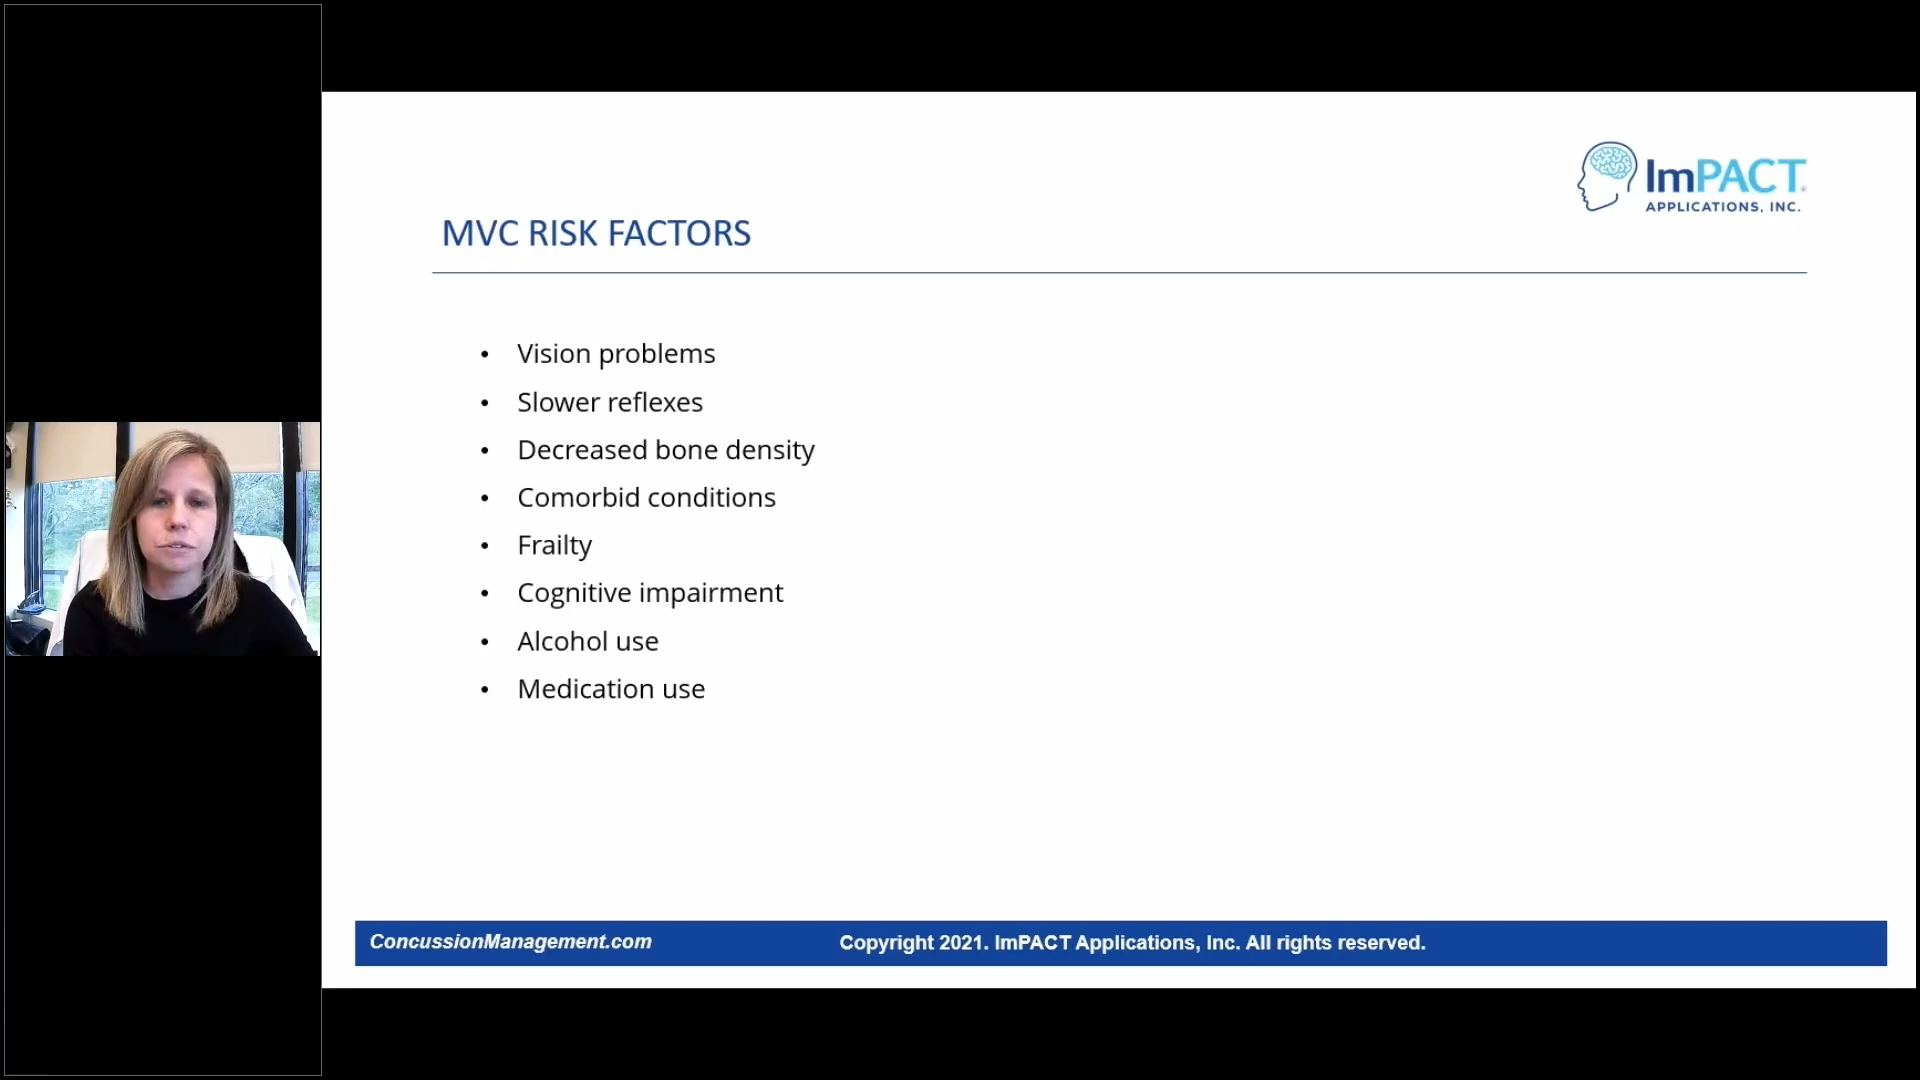 ImPACT
APPLICATIONS, INC.
MVC RISK FACTORS
• Vision problems
• Slower reflexes
• Decreased bone density
• Comorbid conditions
• Frailty
• Cognitive impairment
• Alcohol use
• Medication use
ConcussionManagement.com
Copyright 2021. ImPACT Applications, Inc. All rights reserved.